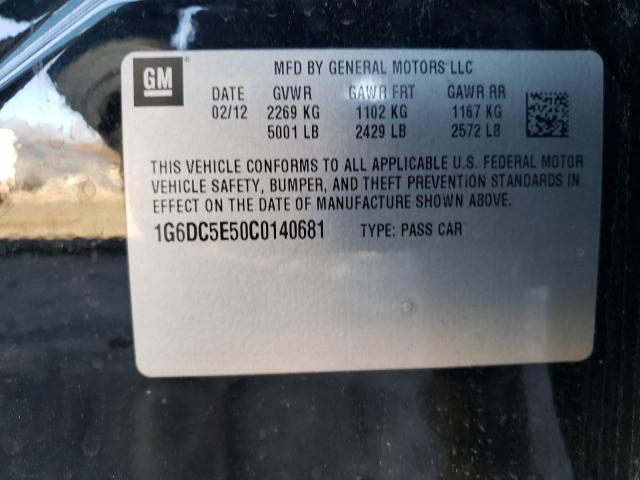 GM
MFD BY GENERAL MOTORS LLC
DATE GVWR GAWR FRT GAWR RR
02/12 2269 KG 1102 KG 1167 KG
5001 LB 2429 LB 2572 LB
THIS VEHICLE CONFORMS TO ALL APPLICABLE U.S. FEDERAL MOTOR
VEHICLE SAFETY, BUMPER, AND THEFT PREVENTION STANDARDS IN
EFFECT ON THE DATE OF MANUFACTURE SHOWN ABOVE.
1G6DC5E50C0140681 TYPE: PASS CAR